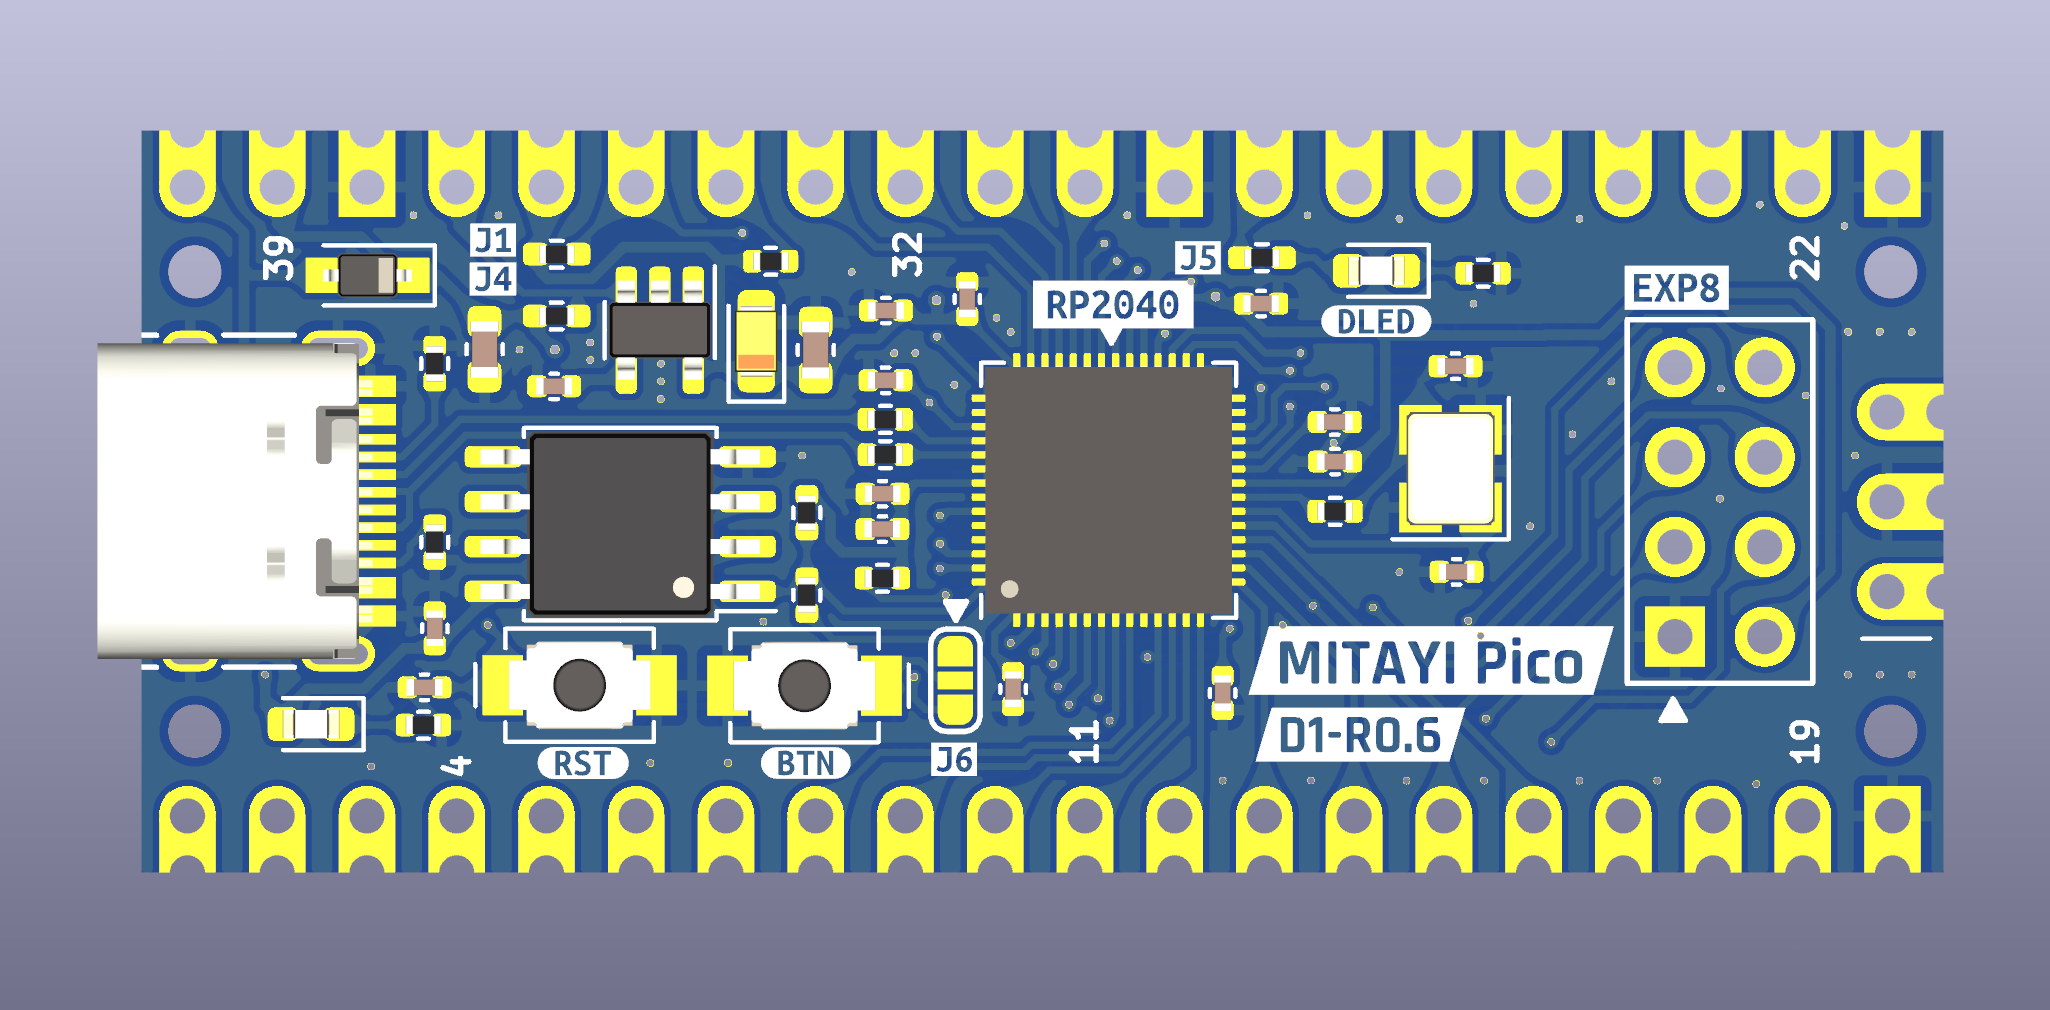 39
J1
J4
32
J5
22
RP2040
DLED
EXP8
MITAYI Pico
D1-R0.6
4
RST
BTN
J6
11
19